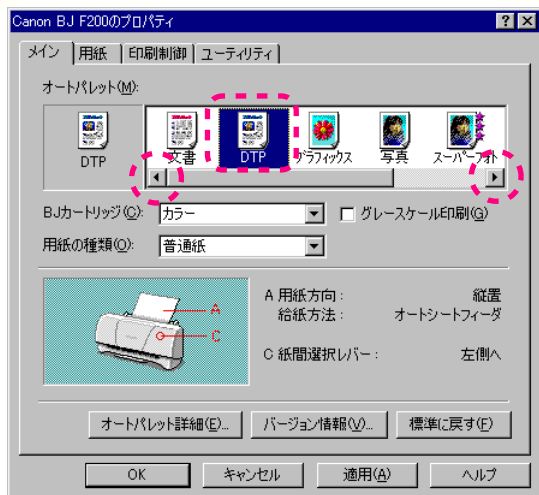 Canon BJ F200のプロパティ
メイン 用紙 印刷制御 ユーティリティ
オートパレット(M):
DTP 文書 DTP グラフィックス 写真 スーパーフォト
BJカートリッジ(C): カラー グレースケール印刷(G)
用紙の種類(O): 普通紙
A
C
A 用紙方向: 縦置
給紙方法: オートシートフィーダ
C 紙間選択レバー: 左側へ
オートパレット詳細(E)... バージョン情報(V)... 標準に戻す(F)
OK キャンセル 適用(A) ヘルプ